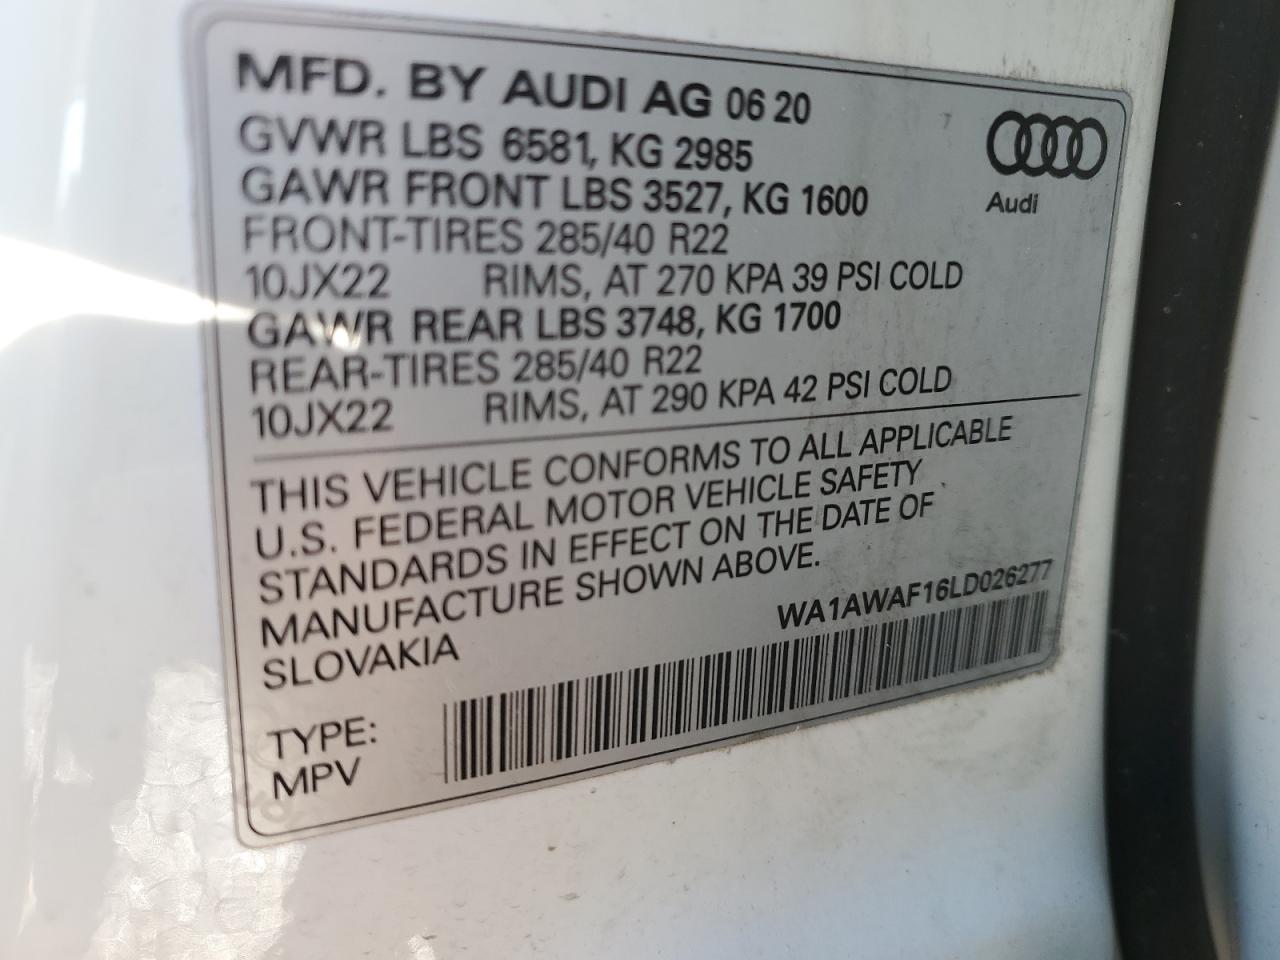 MFD. BY AUDI AG 06 20
GVWR LBS 6581, KG 2985
GAWR FRONT LBS 3527, KG 1600
FRONT-TIRES 285/40 R22
10JX22 RIMS, AT 270 KPA 39 PSI COLD
GAWR REAR LBS 3748, KG 1700
REAR-TIRES 285/40 R22
10JX22 RIMS, AT 290 KPA 42 PSI COLD
Audi
THIS VEHICLE CONFORMS TO ALL APPLICABLE
U.S. FEDERAL MOTOR VEHICLE SAFETY
STANDARDS IN EFFECT ON THE DATE OF
MANUFACTURE SHOWN ABOVE.
SLOVAKIA
WA1AWAF16LD026277
TYPE:
MPV